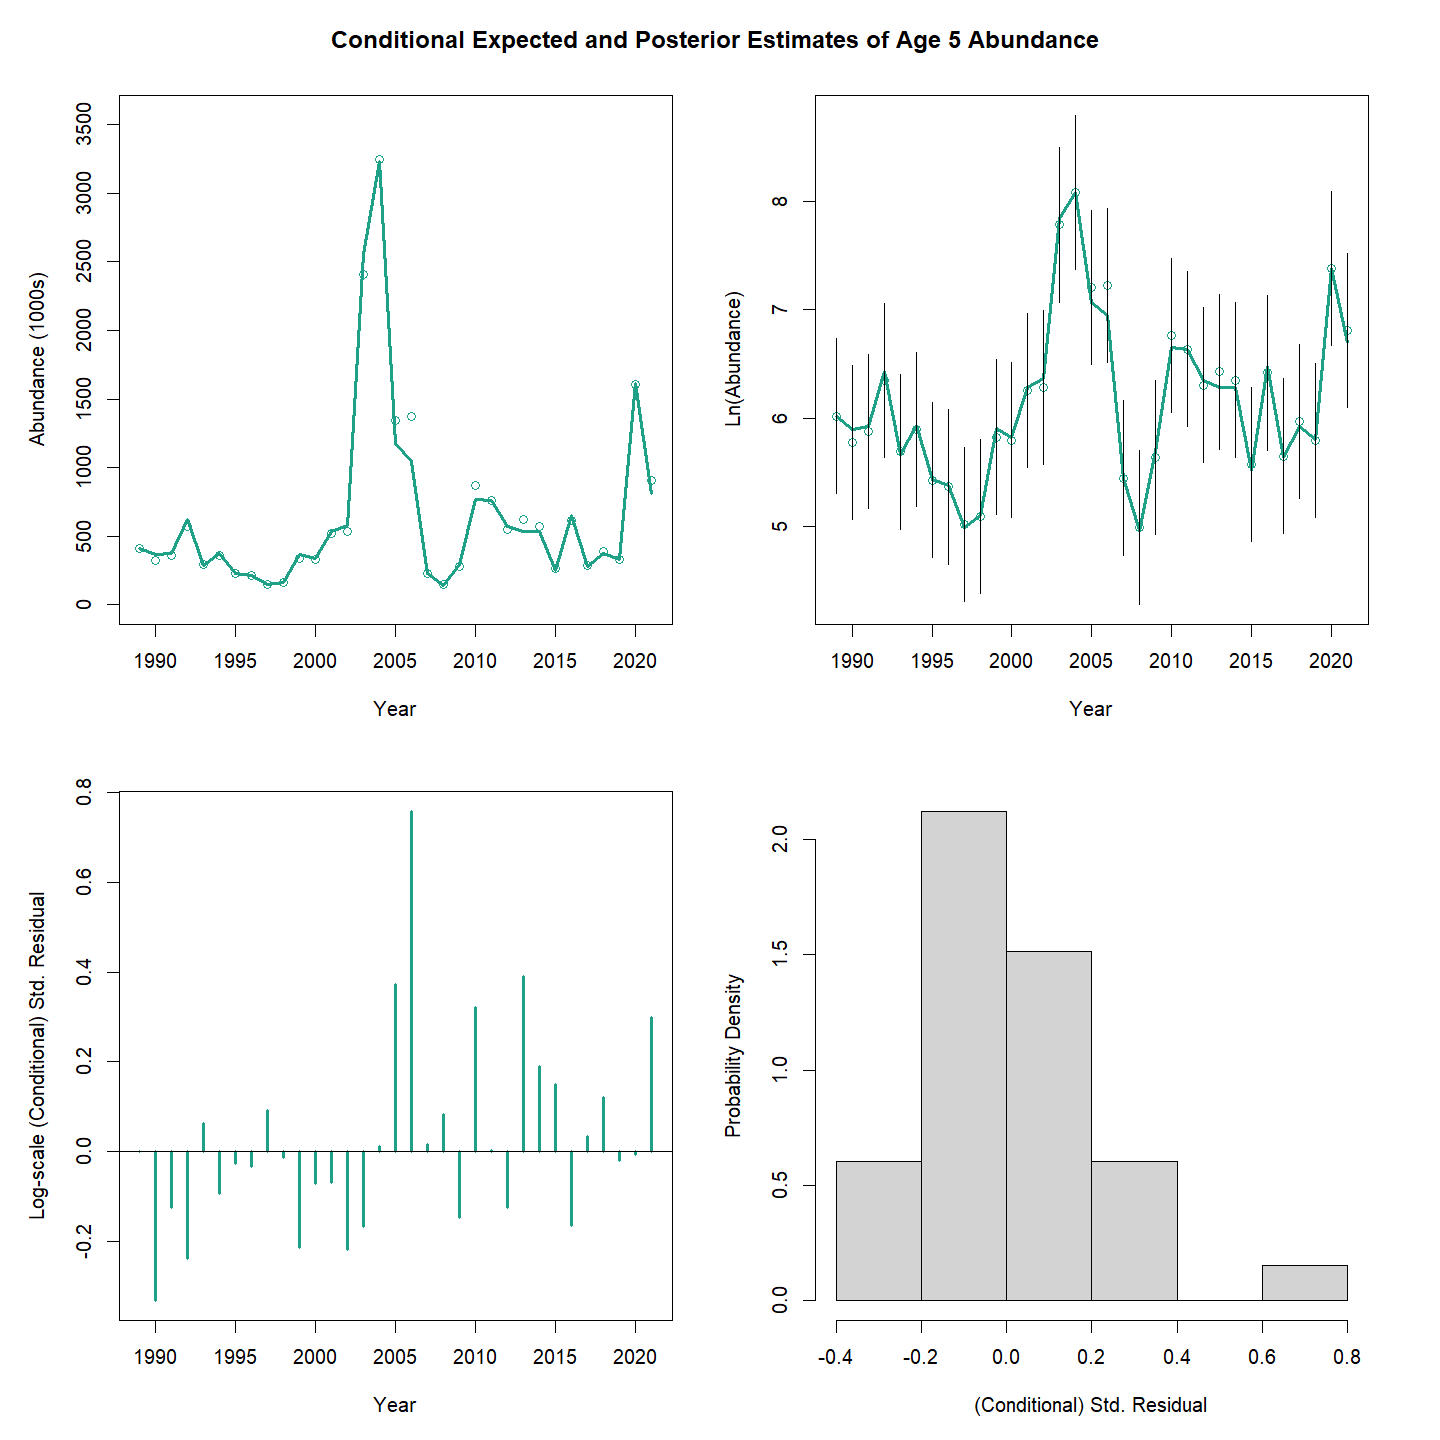 Conditional Expected and Posterior Estimates of Age 5 Abundance
Abundance (1000s)
3500
3000
2500
2000
1500
1000
500
0
1990 1995 2000 2005 2010 2015 2020
Year
Ln(Abundance)
8
7
6
5
1990 1995 2000 2005 2010 2015 2020
Year
Log-scale (Conditional) Std. Residual
0.8
0.6
0.4
0.2
0.0
-0.2
1990 1995 2000 2005 2010 2015 2020
Year
Probability Density
2.0
1.5
1.0
0.5
0.0
-0.4 -0.2 0.0 0.2 0.4 0.6 0.8
(Conditional) Std. Residual